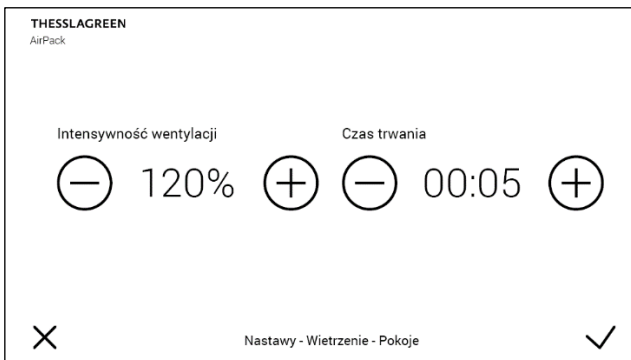 THESSLAGREEN
AirPack
Intensywność wentylacji
Czas trwania
120%
00:05
Nastawy - Wietrzenie - Pokoje